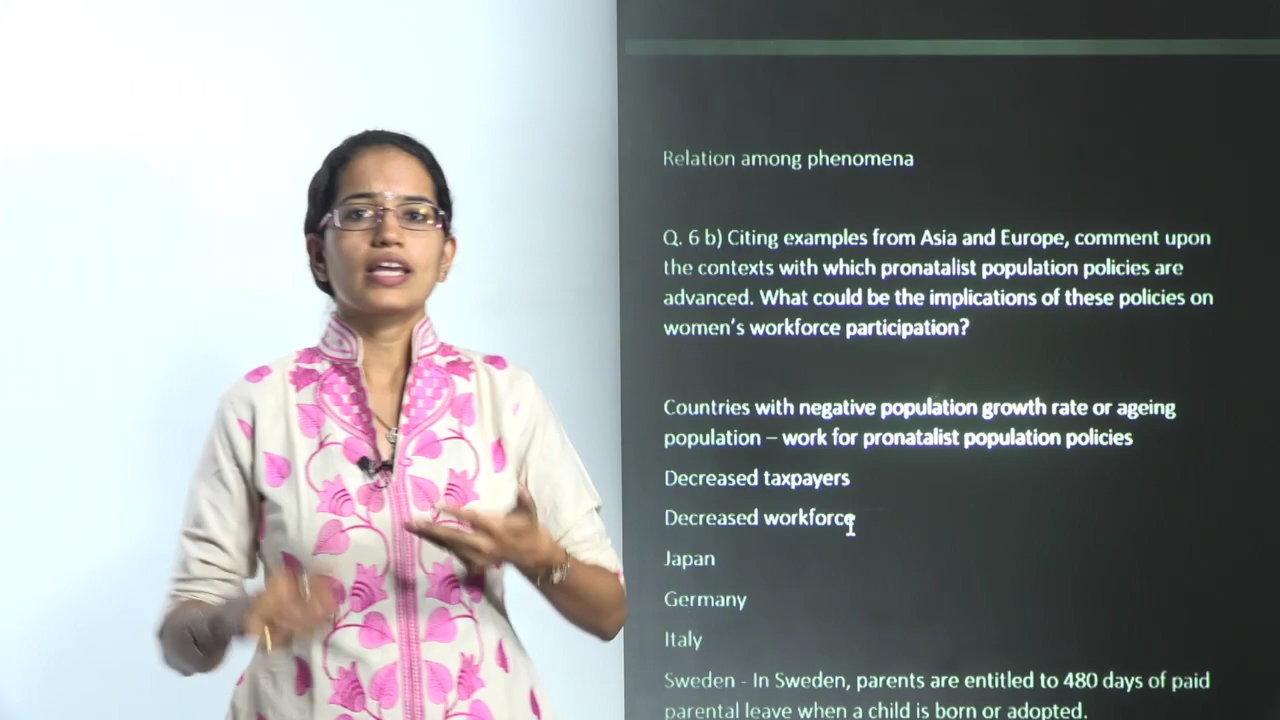 Relation among phenomena
Q. 6 b) Citing examples from Asia and Europe, comment upon
the contexts with which pronatalist population policies are
advanced. What could be the implications of these policies on
women's workforce participation?
Countries with negative population growth rate or ageing
population – work for pronatalist population policies
Decreased taxpayers
Decreased workforce
Japan
Germany
Italy
Sweden - In Sweden, parents are entitled to 480 days of paid
parental leave when a child is born or adopted.